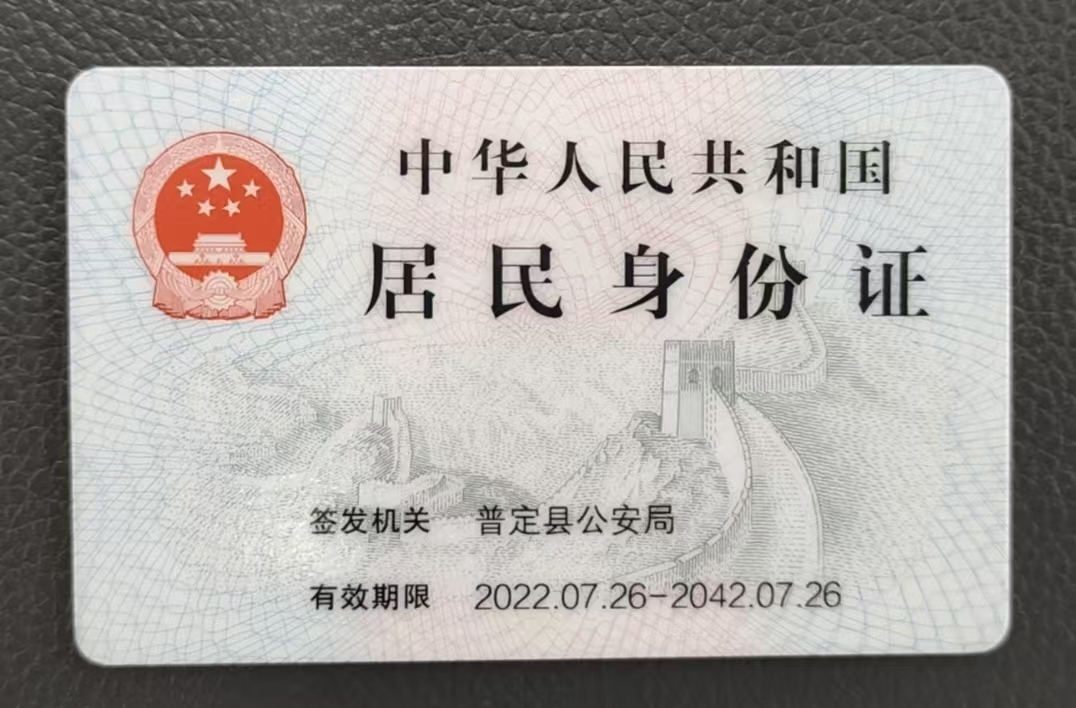 中华人民共和国
居民身份证
签发机关 普定县公安局
有效期限 2022.07.26-2042.07.26